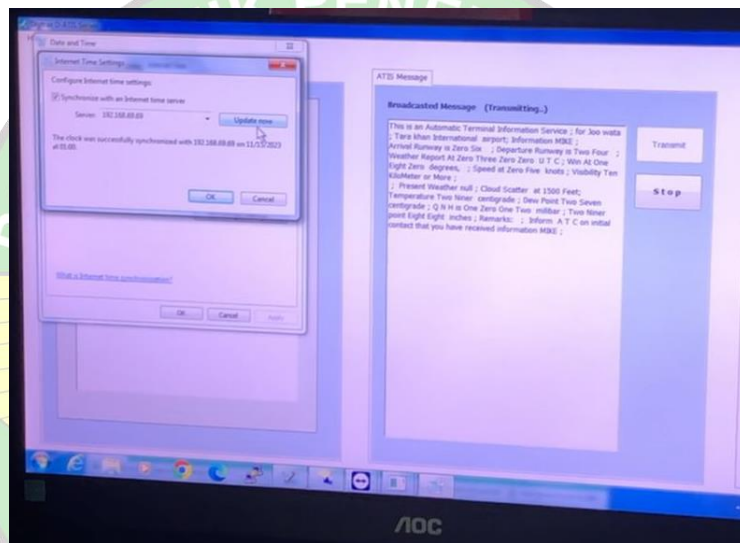 Digivae D-ATIS Server
Date and Time
Internet Time Settings
Configure Internet time settings:
Synchronize with an Internet time server
Server: 192.168.69.69
Update now
The clock was successfully synchronized with 192.168.69.69 on 11/15/2023
at 01:00.
OK
Cancel
What is Internet time synchronization?
OK
Cancel
Apply
ATIS Message
Broadcasted Message (Transmitting..)
This is an Automatic Terminal Information Service ; for Joo wata
; Tara khan International airport; Information MIKE ;
Arrival Runway is Zero Six ; Departure Runway is Two Four ;
Weather Report At Zero Three Zero Zero U T C ; Win At One
Eight Zero degrees, ; Speed at Zero Five knots ; Visibility Ten
KiloMeter or More ;
; Present Weather null ; Cloud Scatter at 1500 Feet;
Temperature Two Niner centigrade ; Dew Point Two Seven
centigrade ; Q N H is One Zero One Two milibar ; Two Niner
point Eight Eight inches ; Remarks: ; Inform A T C on initial
contact that you have received information MIKE ;
Transmit
Stop
AOC